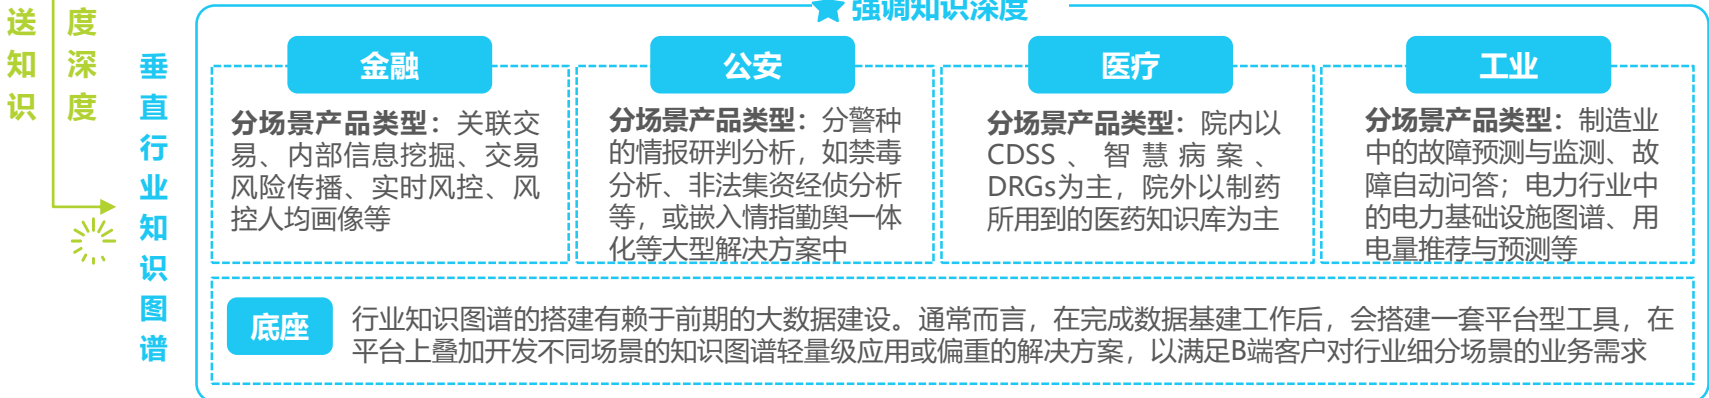 强调知识深度
送知识
度深度
垂直行业知识图谱
金融
分场景产品类型：关联交
易、内部信息挖掘、交易
风险传播、实时风控、风
控人均画像等
公安
分场景产品类型：分警种
的情报研判分析，如禁毒
分析、非法集资经侦分析
等，或嵌入情指勤舆一体
化等大型解决方案中
医疗
分场景产品类型：院内以
CDSS、智慧病案、
DRGs为主，院外以制药
所用到的医药知识库为主
工业
分场景产品类型：制造业
中的故障预测与监测、故
障自动问答；电力行业中
的电力基础设施图谱、用
电量推荐与预测等
底座
行业知识图谱的搭建有赖于前期的大数据建设。通常而言，在完成数据基建工作后，会搭建一套平台型工具，在
平台上叠加开发不同场景的知识图谱轻量级应用或偏重的解决方案，以满足B端客户对行业细分场景的业务需求